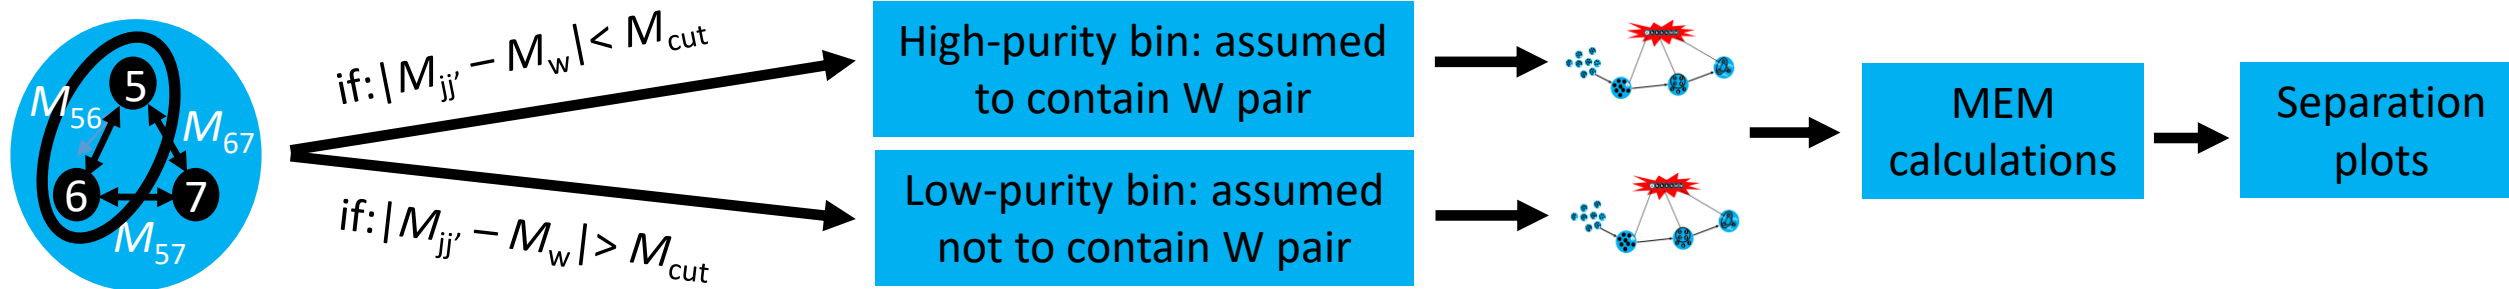 5
6
7
M56
M67
M57
if: |Mjj' – Mw| < Mcut
if: |Mjj' – Mw| > Mcut
High-purity bin: assumed
to contain W pair
Low-purity bin: assumed
not to contain W pair
MEM
calculations
Separation
plots